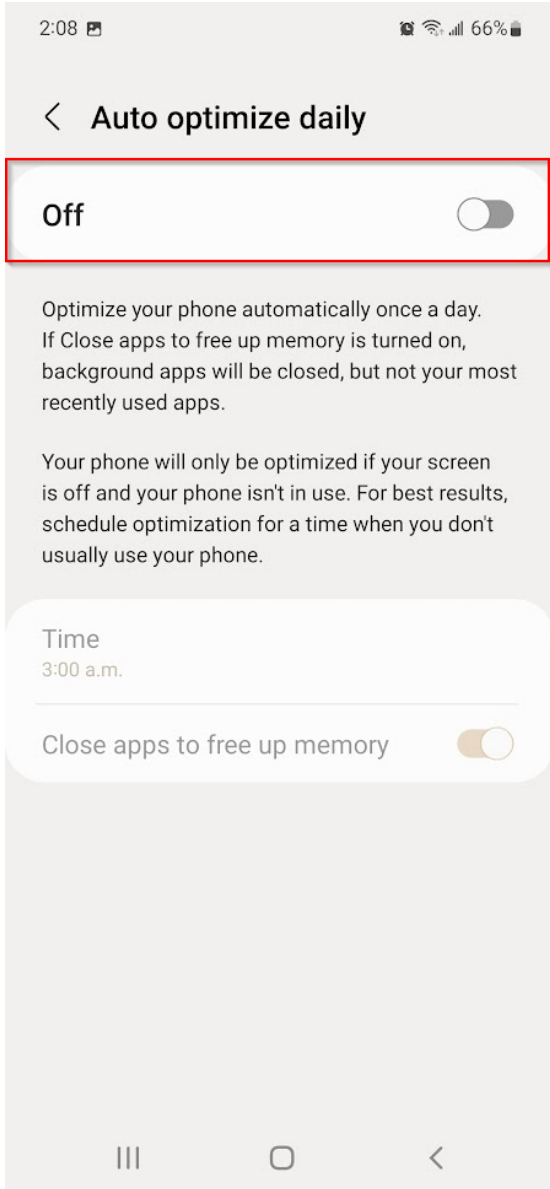 2:08 66%
Auto optimize daily
Off
Optimize your phone automatically once a day.
If Close apps to free up memory is turned on,
background apps will be closed, but not your most
recently used apps.
Your phone will only be optimized if your screen
is off and your phone isn't in use. For best results,
schedule optimization for a time when you don't
usually use your phone.
Time
3:00 a.m.
Close apps to free up memory